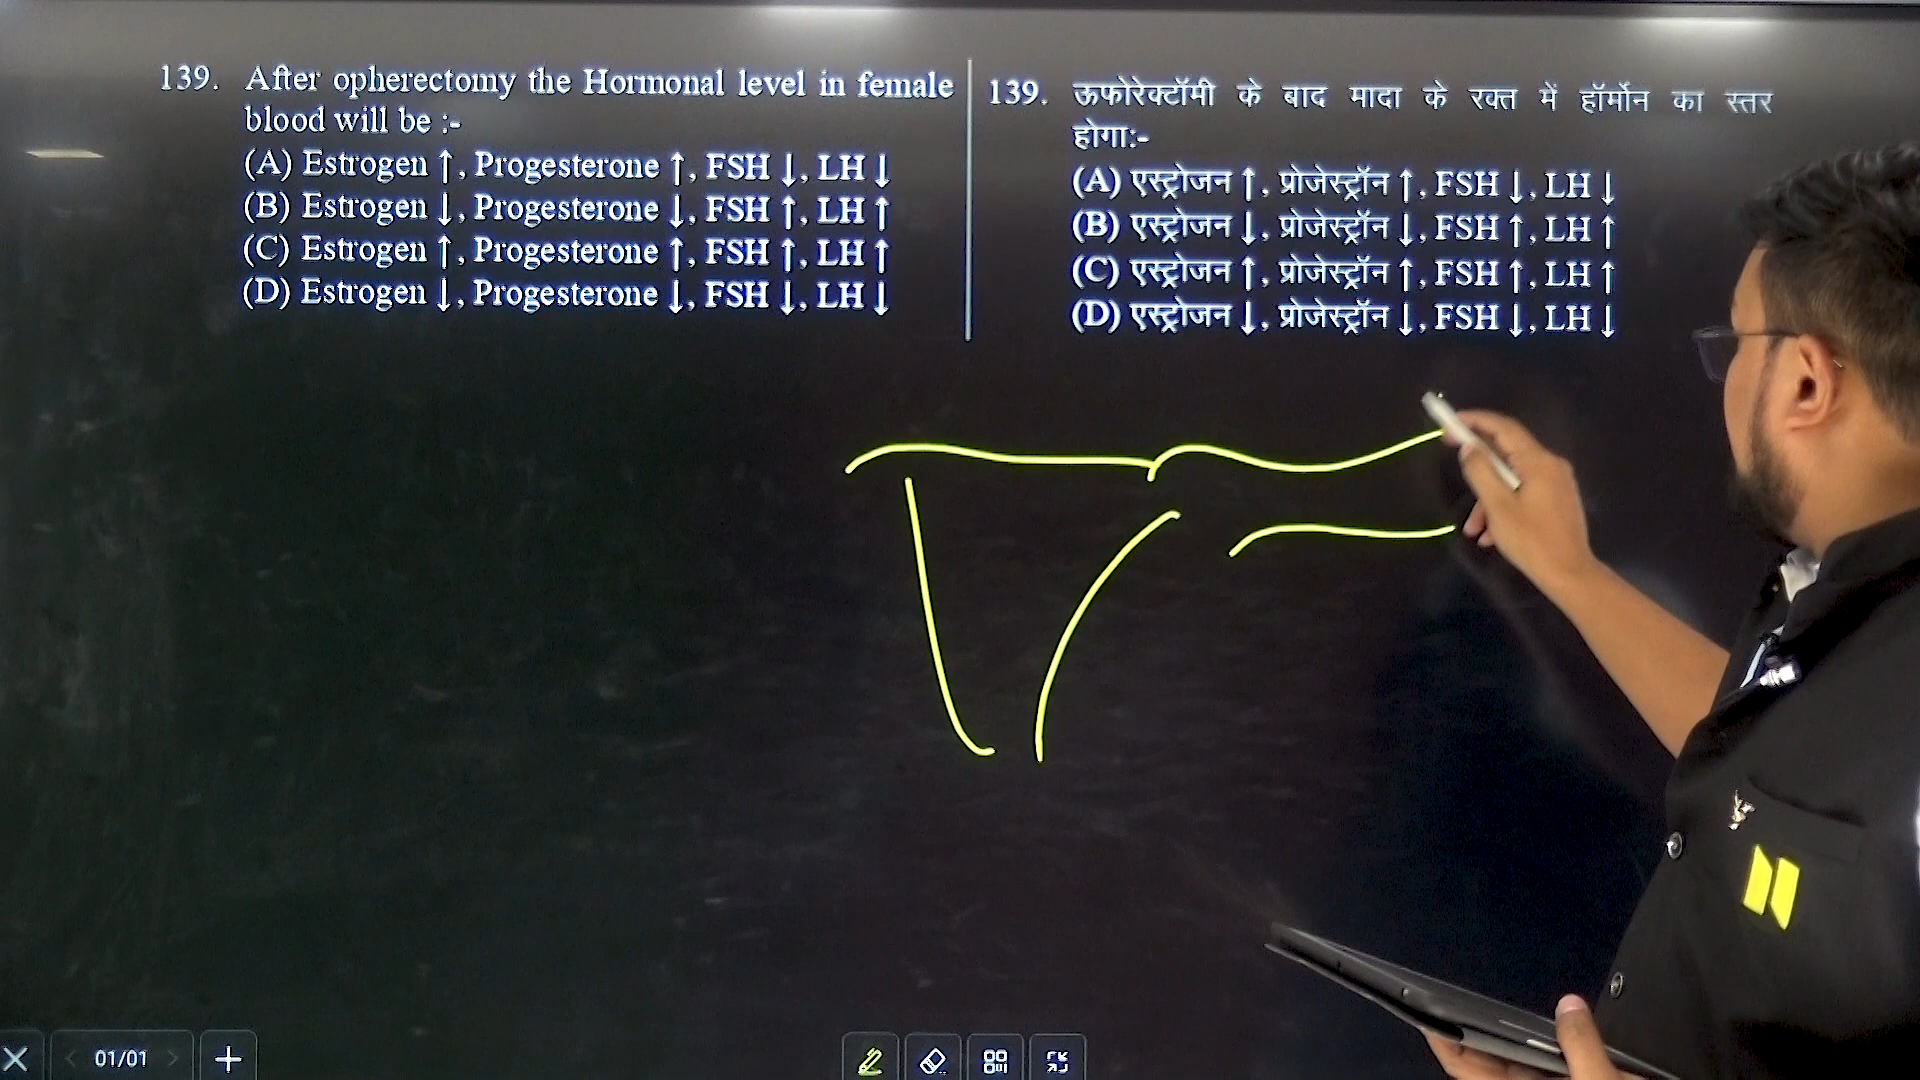 139. After opherectomy the Hormonal level in female
blood will be :-
(A) Estrogen ↑, Progesterone ↑, FSH ↓, LH ↓
(B) Estrogen ↓, Progesterone ↓, FSH ↑, LH ↑
(C) Estrogen ↑, Progesterone ↑, FSH ↑, LH ↑
(D) Estrogen ↓, Progesterone ↓, FSH ↓, LH ↓
139. ऊफोरेक्टॉमी के बाद मादा के रक्त में हॉर्मोन का स्तर
होगा:-
(A) एस्ट्रोजन ↑, प्रोजेस्ट्रॉन ↑, FSH ↓, LH ↓
(B) एस्ट्रोजन ↓, प्रोजेस्ट्रॉन ↓, FSH ↑, LH ↑
(C) एस्ट्रोजन ↑, प्रोजेस्ट्रॉन ↑, FSH ↑, LH ↑
(D) एस्ट्रोजन ↓, प्रोजेस्ट्रॉन ↓, FSH ↓, LH ↓
01/01